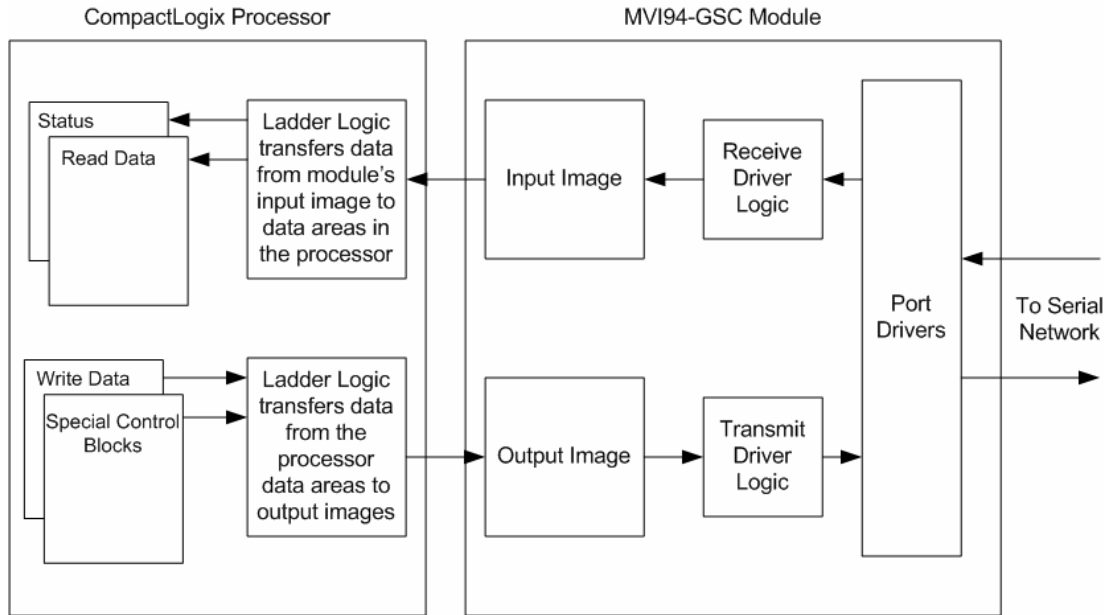 CompactLogix Processor
MVI94-GSC Module
Status
Read Data
Ladder Logic
transfers data
from module's
input image to
data areas in
the processor
Input Image
Receive
Driver
Logic
Port
Drivers
To Serial
Network
Write Data
Special Control
Blocks
Ladder Logic
transfers data
from the
processor
data areas to
output images
Output Image
Transmit
Driver
Logic